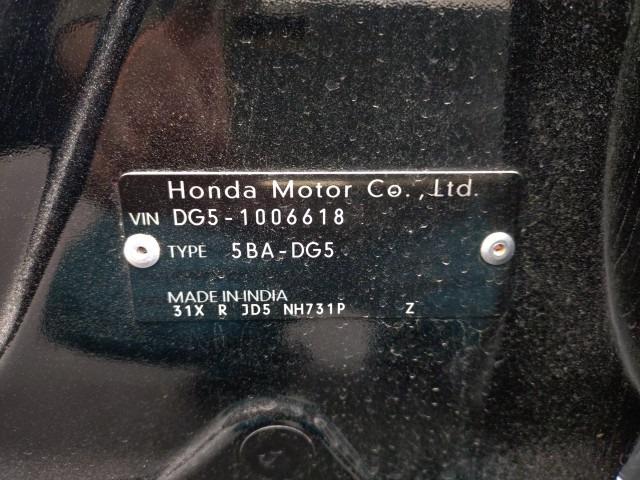 Honda Motor Co.,Ltd.
VIN DG5-1006618
TYPE 5BA-DG5
MADE IN INDIA
31X R JD5 NH731P Z